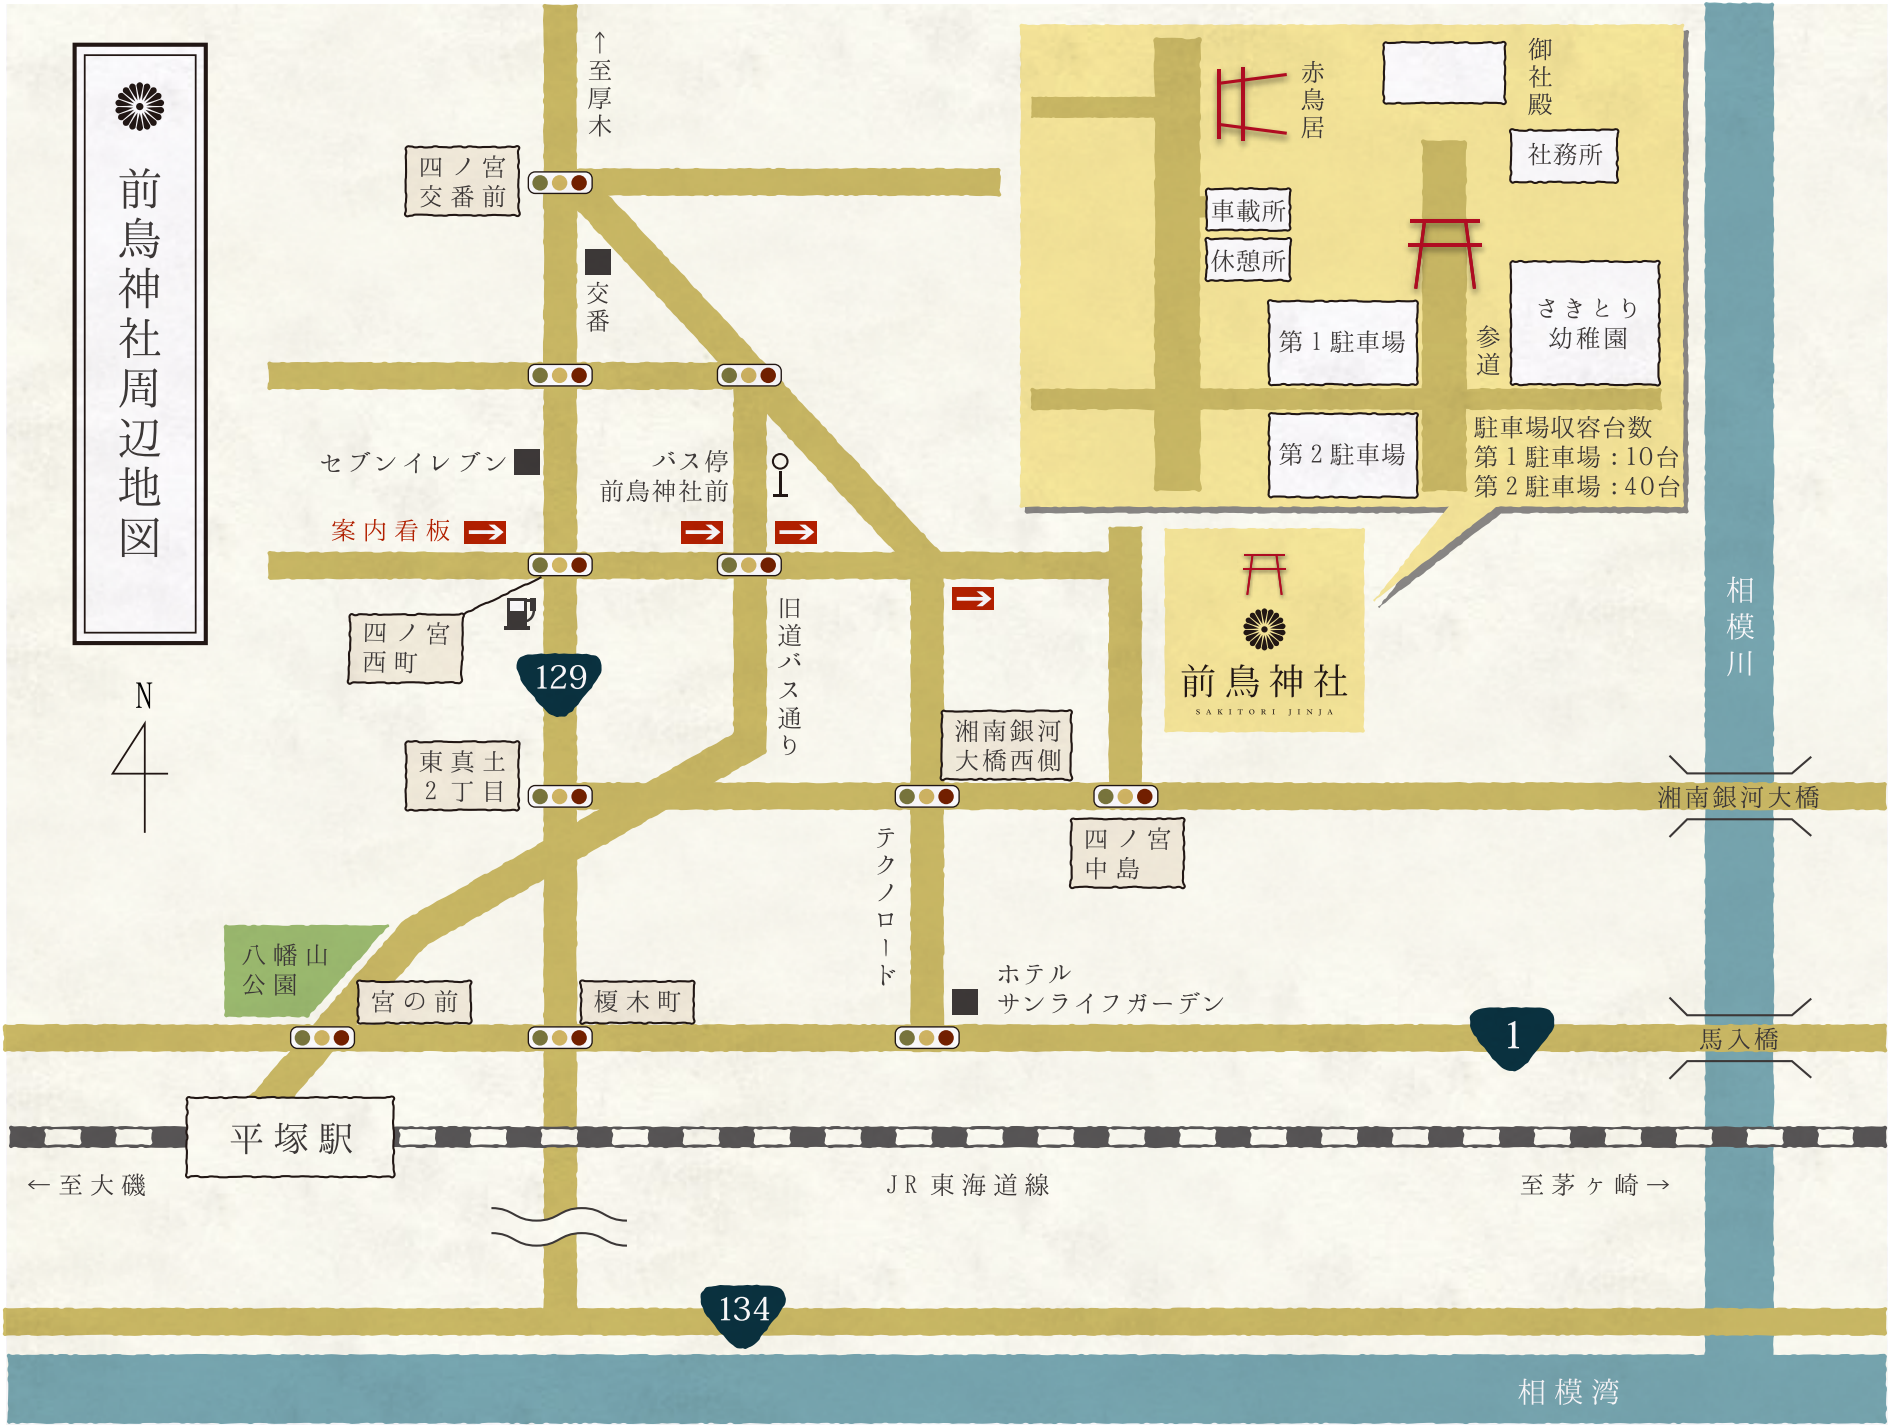 前鳥神社周辺地図
N
↑至厚木
四ノ宮
交番前
交番
セブンイレブン
バス停
前鳥神社前
案内看板
四ノ宮
西町
129
旧道バス通り
東真土
2丁目
湘南銀河
大橋西側
四ノ宮
中島
テクノロード
八幡山
公園
宮の前
榎木町
ホテル
サンライフガーデン
1
平塚駅
←至大磯
JR 東海道線
至茅ヶ崎→
134
相模湾
相模川
湘南銀河大橋
馬入橋
前鳥神社
SAKITORI JINJA
赤鳥居
御社殿
社務所
車載所
休憩所
第1駐車場
参道
さきとり
幼稚園
第2駐車場
駐車場収容台数
第1駐車場:10台
第2駐車場:40台